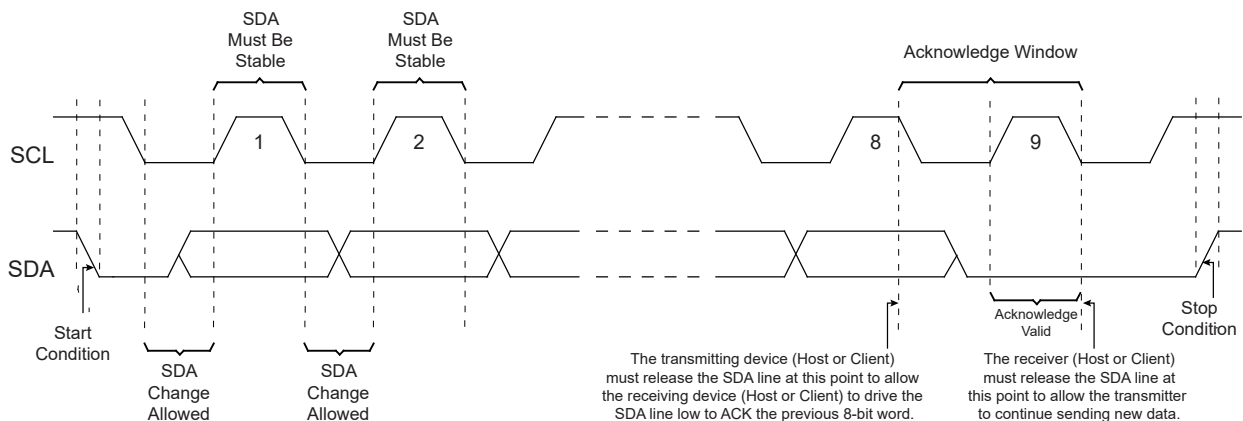 SDA
Must Be
Stable
SDA
Must Be
Stable
Acknowledge Window
SCL
1
2
8
9
SDA
Start
Condition
SDA
Change
Allowed
SDA
Change
Allowed
Acknowledge
Valid
Stop
Condition
The transmitting device (Host or Client)
must release the SDA line at this point to allow
the receiving device (Host or Client) to drive the
SDA line low to ACK the previous 8-bit word.
The receiver (Host or Client)
must release the SDA line at
this point to allow the transmitter
to continue sending new data.